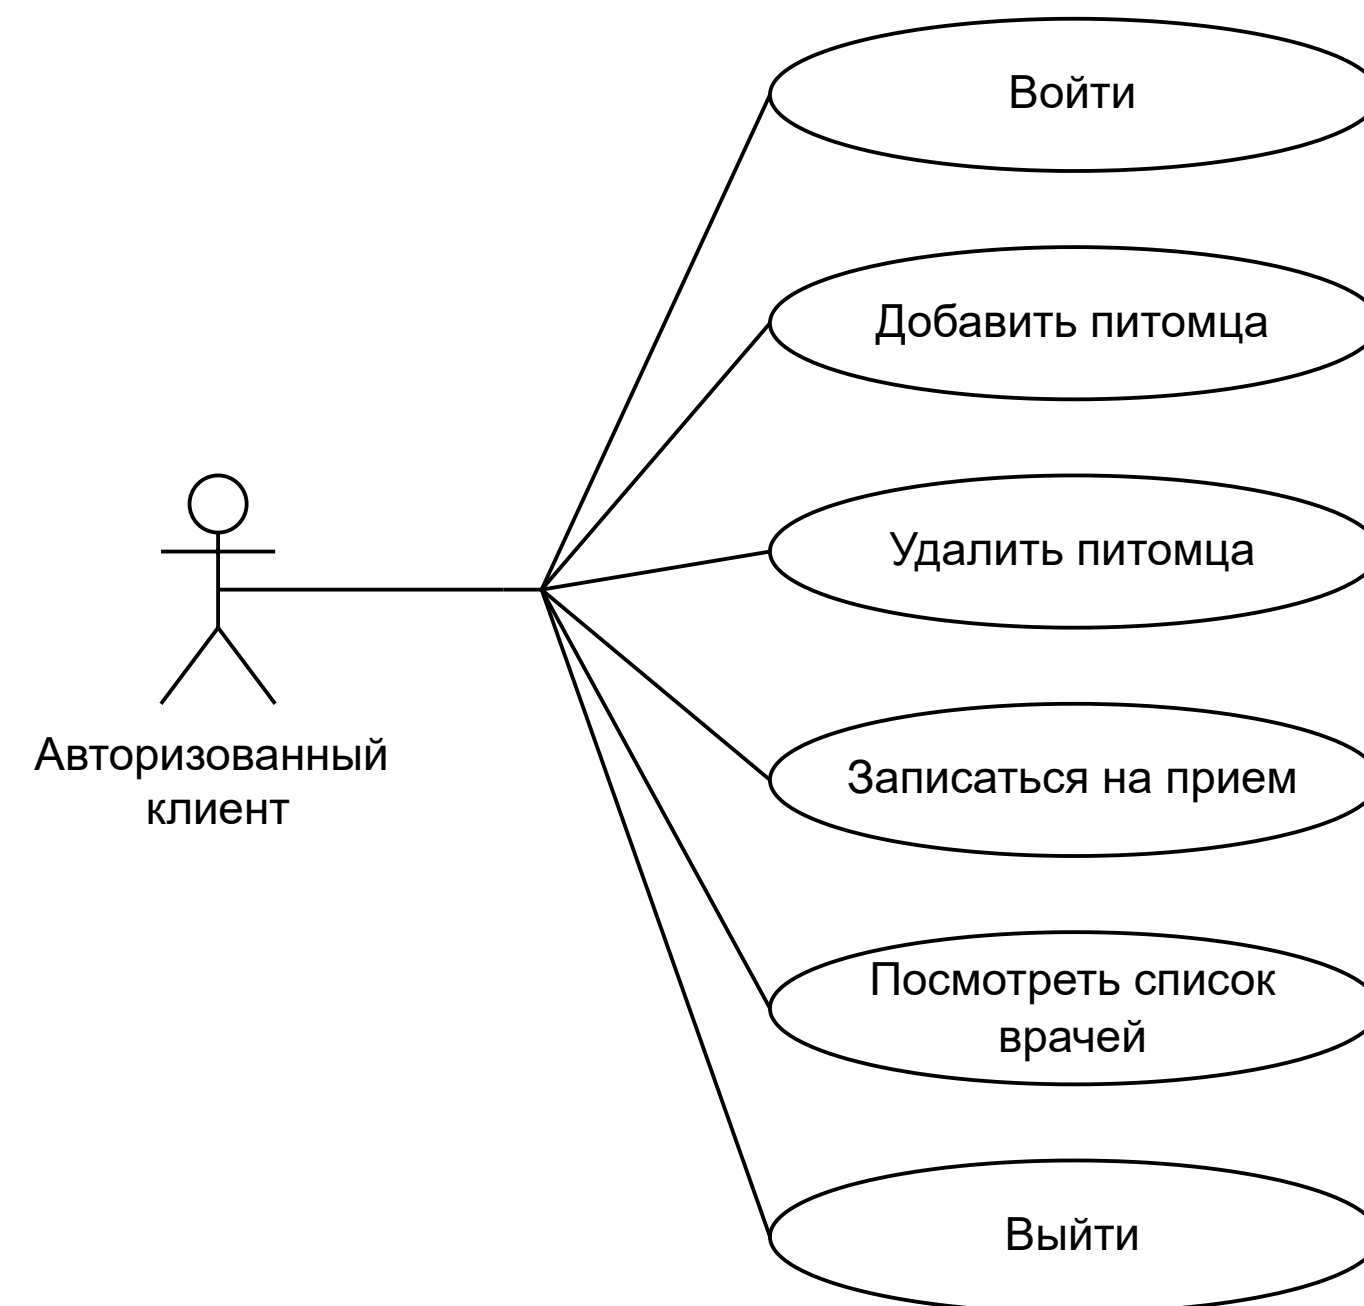 Войти
Добавить питомца
Удалить питомца
Авторизованный
клиент
Записаться на прием
Посмотреть список
врачей
Выйти